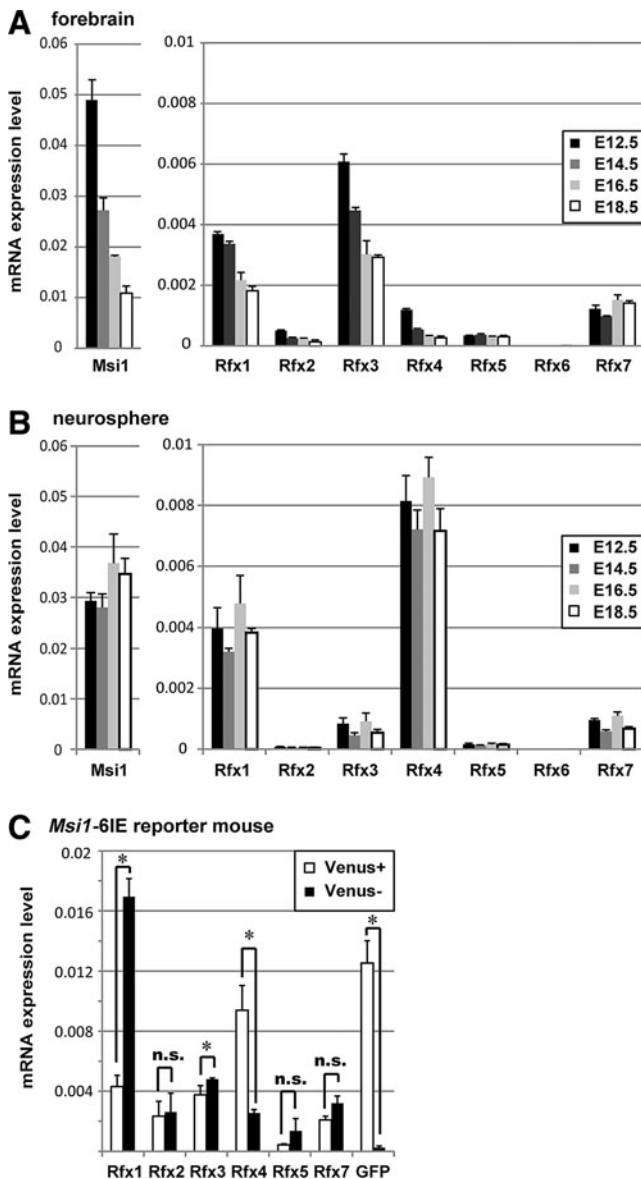 A forebrain
mRNA expression level
0.06
0.05
0.04
0.03
0.02
0.01
0
Msi1
0.01
0.008
0.006
0.004
0.002
0
E12.5
E14.5
E16.5
E18.5
Rfx1 Rfx2 Rfx3 Rfx4 Rfx5 Rfx6 Rfx7
B neurosphere
mRNA expression level
0.06
0.05
0.04
0.03
0.02
0.01
0
Msi1
0.01
0.008
0.006
0.004
0.002
0
E12.5
E14.5
E16.5
E18.5
Rfx1 Rfx2 Rfx3 Rfx4 Rfx5 Rfx6 Rfx7
C Msi1-6IE reporter mouse
mRNA expression level
0.02
0.016
0.012
0.008
0.004
Venus+
Venus-
* n.s. * * n.s. n.s. *
Rfx1 Rfx2 Rfx3 Rfx4 Rfx5 Rfx7 GFP